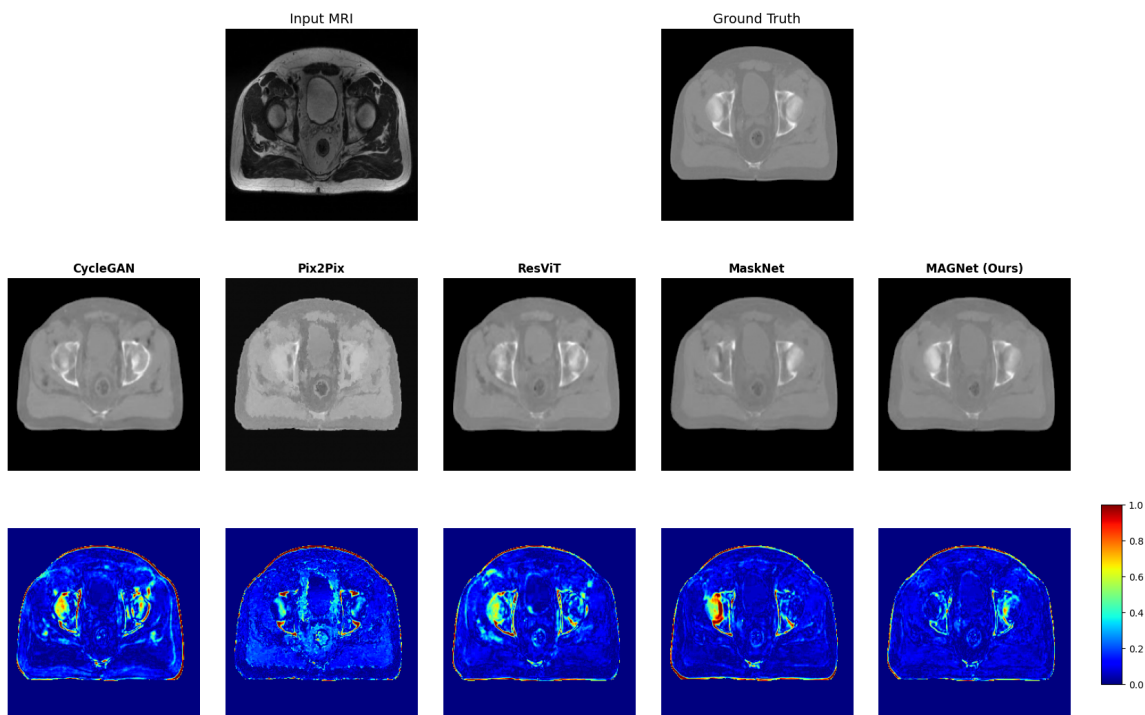 Input MRI
Ground Truth
CycleGAN
Pix2Pix
ResViT
MaskNet
MAGNet (Ours)
1.0
0.8
0.6
0.4
0.2
0.0